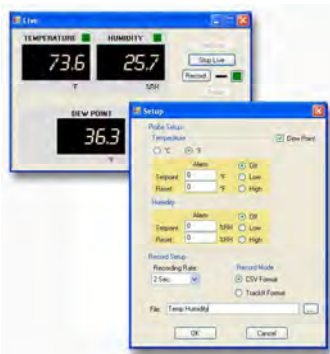 Live
TEMPERATURE HUMIDITY
73.6 25.7
°F %RH
Stop Live
Record
DEW POINT
36.3
Setup
Probe Setup
Temperature
Dew Point
°C °F
Alarm Off
Setpoint 0 °F Low
Reset 0 °F High
Humidity
Alarm Off
Setpoint 0 %RH Low
Reset 0 %RH High
Record Setup
Recording Rate: Record Mode
2 Sec. CSV Format
TrackIt Format
File: Temp Humidity ...
OK Cancel